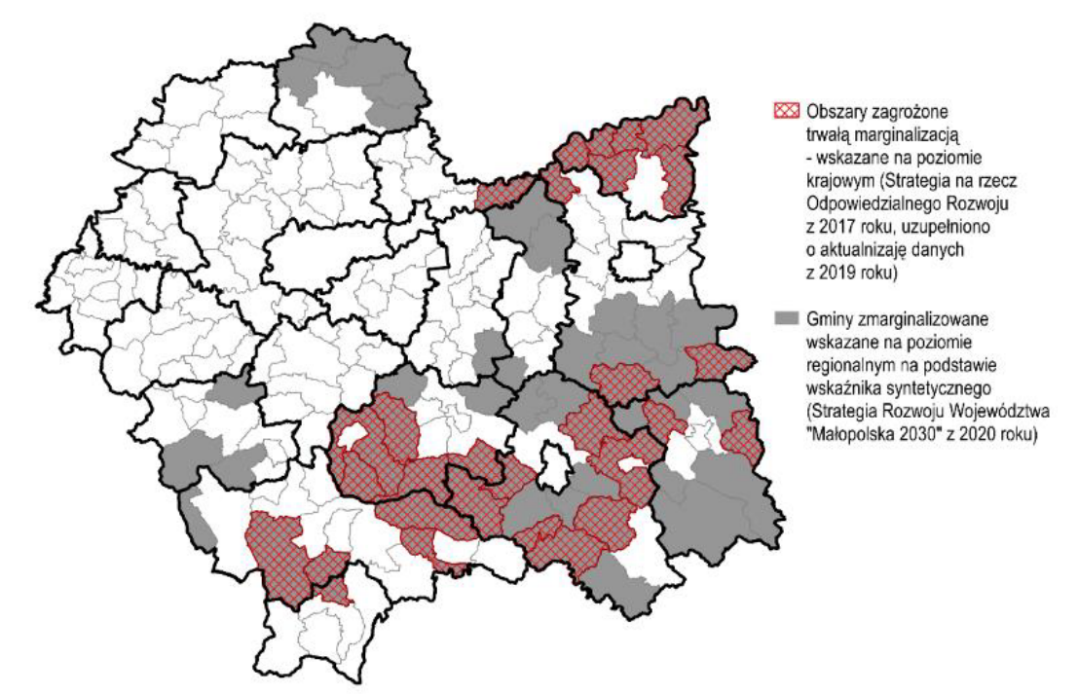 Obszary zagrożone
trwałą marginalizacją
- wskazane na poziomie
krajowym (Strategia na rzecz
Odpowiedzialnego Rozwoju
z 2017 roku, uzupełniono
o aktualnizaję danych
z 2019 roku)
Gminy zmarginalizowane
wskazane na poziomie
regionalnym na podstawie
wskaźnika syntetycznego
(Strategia Rozwoju Województwa
"Małopolska 2030" z 2020 roku)